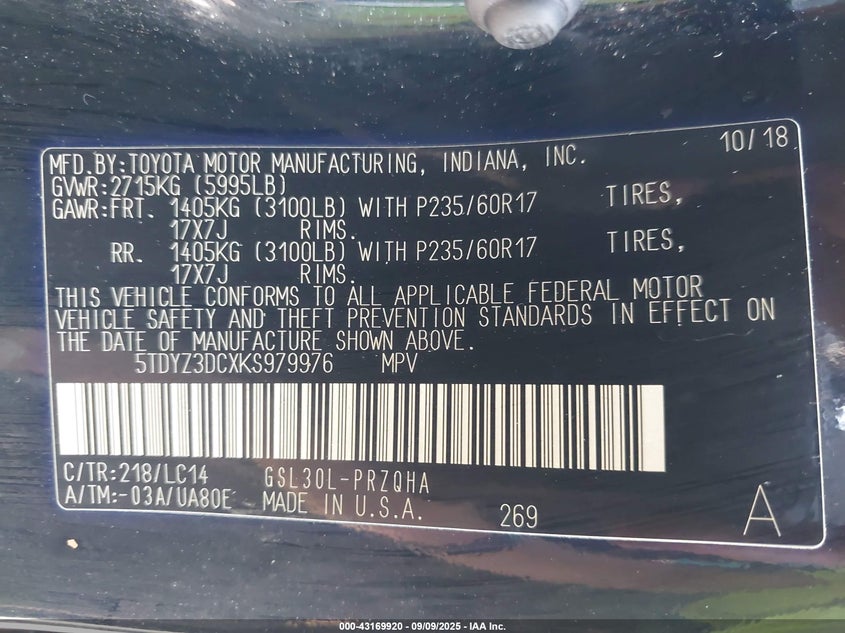 10/18
MFD.BY:TOYOTA MOTOR MANUFACTURING, INDIANA, INC.
GVWR:2715KG (5995LB)
GAWR:FRT. 1405KG (3100LB) WITH P235/60R17 TIRES,
17X7J RIMS.
RR. 1405KG (3100LB) WITH P235/60R17 TIRES,
17X7J RIMS.
THIS VEHICLE CONFORMS TO ALL APPLICABLE FEDERAL MOTOR
VEHICLE SAFETY AND THEFT PREVENTION STANDARDS IN EFFECT ON
THE DATE OF MANUFACTURE SHOWN ABOVE.
5TDYZ3DCXKS979976 MPV
C/TR:218/LC14 GSL30L-PRZQHA
A/TM:-03A/UA80E MADE IN U.S.A. 269 A
000-43169920 - 09/09/2025 - IAA Inc.